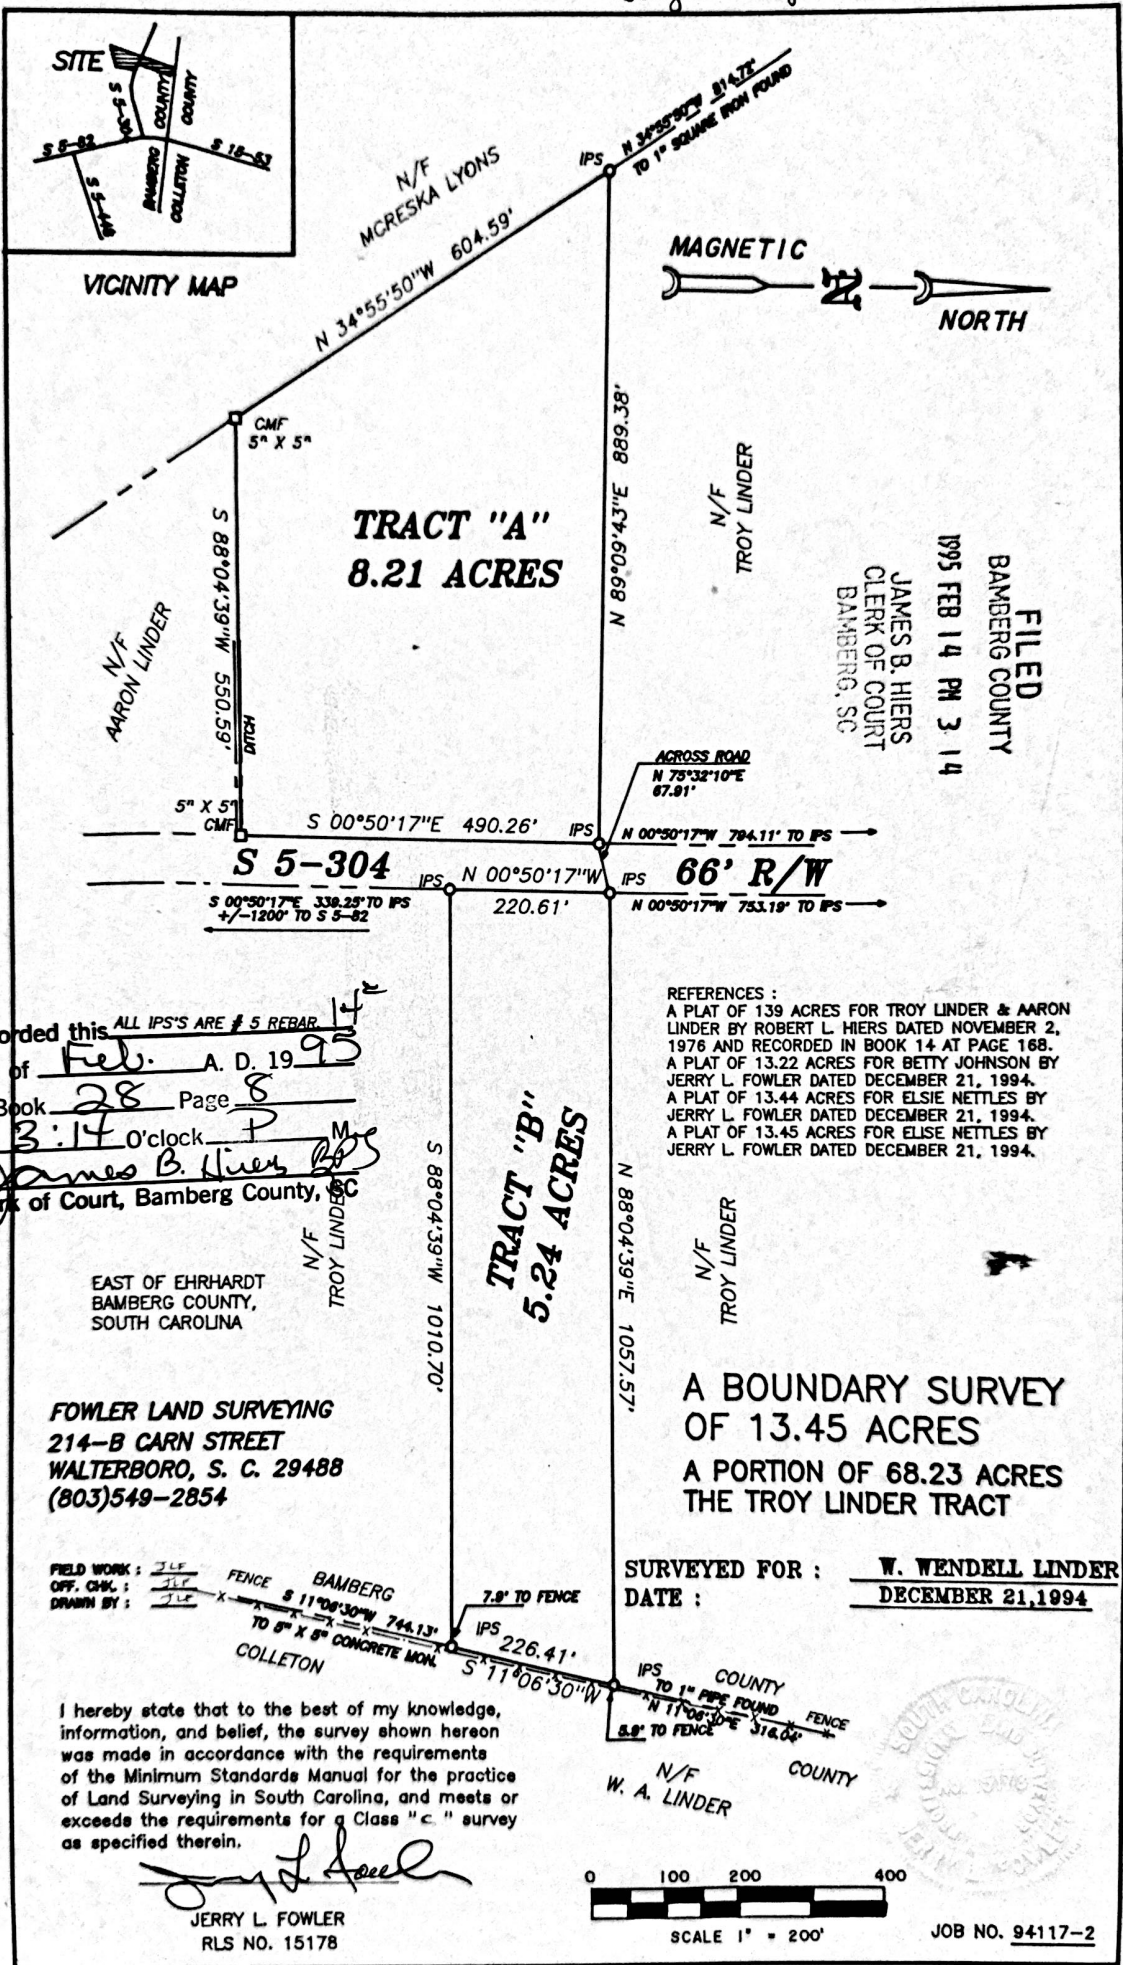 SITE
S 5-304
COUNTY
COUNTY
S 5-82
S 15-53
BAMBERG
COLLETON
VICINITY MAP
N 34°55'50"W 814.72'
TO 1" SQUARE IRON FOUND
IPS
N/F
MCRESKA LYONS
N 34°55'50"W 604.59'
MAGNETIC
N
NORTH
CMF
5" X 5"
TRACT "A"
8.21 ACRES
N 89°09'43"E 889.38'
N/F
TROY LINDER
S 88°04'39"W 550.59'
N/F
AARON LINDER
DITCH
FILED
BAMBERG COUNTY
1995 FEB 14 PM 3 14
JAMES B. HIERS
CLERK OF COURT
BAMBERG, SC
ACROSS ROAD
N 75°32'10"E
67.91'
5" X 5"
CMF
S 00°50'17"E 490.26'
IPS
N 00°50'17"W 794.11' TO IPS
S 5-304
IPS
N 00°50'17"W
IPS
66' R/W
S 00°50'17"E 339.25' TO IPS
+/-1200' TO S 5-82
220.61'
N 00°50'17"W 753.19' TO IPS
ALL IPS'S ARE # 5 REBAR.
orded this 14
of Feb. A. D. 19 95
Book 28 Page 8
3:14 O'clock P M
James B. Hiers
rk of Court, Bamberg County, SC
REFERENCES :
A PLAT OF 139 ACRES FOR TROY LINDER & AARON
LINDER BY ROBERT L. HIERS DATED NOVEMBER 2,
1976 AND RECORDED IN BOOK 14 AT PAGE 168.
A PLAT OF 13.22 ACRES FOR BETTY JOHNSON BY
JERRY L. FOWLER DATED DECEMBER 21, 1994.
A PLAT OF 13.44 ACRES FOR ELSIE NETTLES BY
JERRY L. FOWLER DATED DECEMBER 21, 1994.
A PLAT OF 13.45 ACRES FOR ELISE NETTLES BY
JERRY L. FOWLER DATED DECEMBER 21, 1994.
N/F
TROY LINDER
S 88°04'39"W 1010.70'
TRACT "B"
5.24 ACRES
N 88°04'39"E 1057.57'
N/F
TROY LINDER
EAST OF EHRHARDT
BAMBERG COUNTY,
SOUTH CAROLINA
FOWLER LAND SURVEYING
214-B CARN STREET
WALTERBORO, S. C. 29488
(803)549-2854
A BOUNDARY SURVEY
OF 13.45 ACRES
A PORTION OF 68.23 ACRES
THE TROY LINDER TRACT
SURVEYED FOR : W. WENDELL LINDER
DATE : DECEMBER 21,1994
FIELD WORK : JLF
OFF. CHK. : JLF
DRAWN BY : JLF
FENCE
BAMBERG
S 11°06'30"W 744.13'
TO 5" X 5" CONCRETE MON.
COLLETON
7.9' TO FENCE
IPS
226.41'
S 11°06'30"W
IPS
COUNTY
TO 1" PIPE FOUND
N 11°06'30"E 316.04'
FENCE
5.9' TO FENCE
COUNTY
N/F
W. A. LINDER
I hereby state that to the best of my knowledge,
information, and belief, the survey shown hereon
was made in accordance with the requirements
of the Minimum Standards Manual for the practice
of Land Surveying in South Carolina, and meets or
exceeds the requirements for a Class "c" survey
as specified therein.
JERRY L. FOWLER
RLS NO. 15178
0 100 200 400
SCALE 1" = 200'
JOB NO. 94117-2
SOUTH CAROLINA